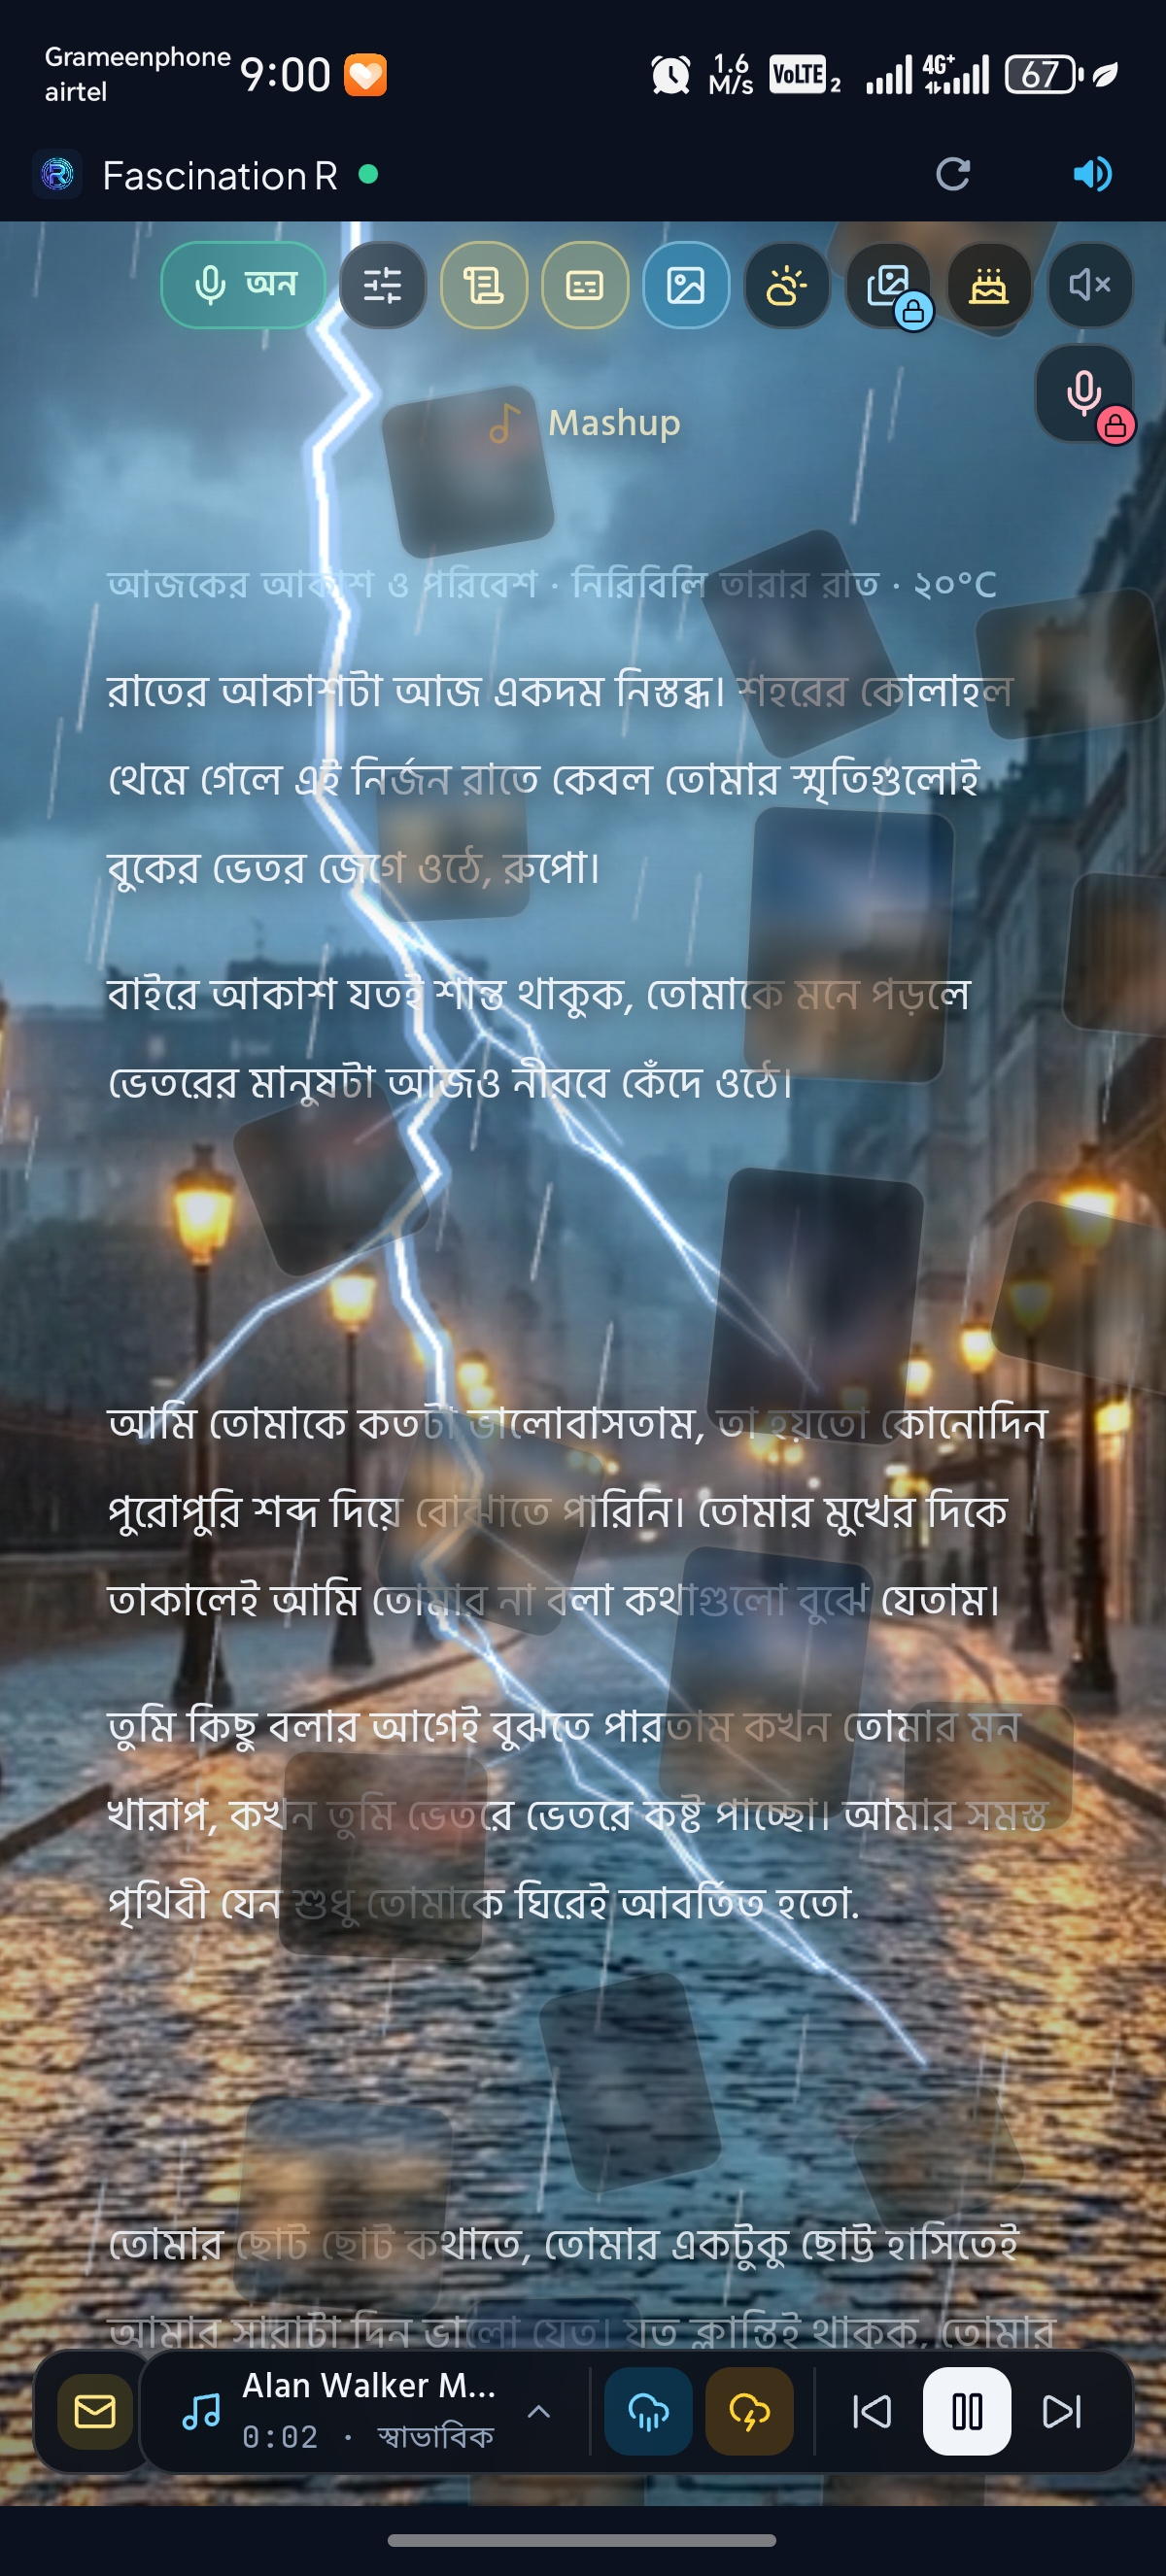 Grameenphone
airtel
9:00
1.6 M/s
VoLTE 2
4G+
67
Fascination R
অন
Mashup
আজকের আকাশ ও পরিবেশ · নিরিবিলি তারার রাত · ২০°C
রাতের আকাশটা আজ একদম নিস্তব্ধ। শহরের কোলাহল
থেমে গেলে এই নির্জন রাতে কেবল তোমার স্মৃতিগুলোই
বুকের ভেতর জেগে ওঠে, রুপো।
বাইরে আকাশ যতই শান্ত থাকুক, তোমাকে মনে পড়লে
ভেতরের মানুষটা আজও নীরবে কেঁদে ওঠে।
আমি তোমাকে কতটা ভালোবাসতাম, তা হয়তো কোনোদিন
পুরোপুরি শব্দ দিয়ে বোঝাতে পারিনি। তোমার মুখের দিকে
তাকালেই আমি তোমার না বলা কথাগুলো বুঝে যেতাম।
তুমি কিছু বলার আগেই বুঝতে পারতাম কখন তোমার মন
খারাপ, কখন তুমি ভেতরে ভেতরে কষ্ট পাচ্ছো। আমার সমস্ত
পৃথিবী যেন শুধু তোমাকে ঘিরেই আবর্তিত হতো.
তোমার ছোট ছোট কথাতে, তোমার একটুকু ছোট্ট হাসিতেই
আমার সারাটা দিন ভালো যেত। যত ক্লান্তিই থাকুক, তোমার
Alan Walker M...
0:02 · স্বাভাবিক